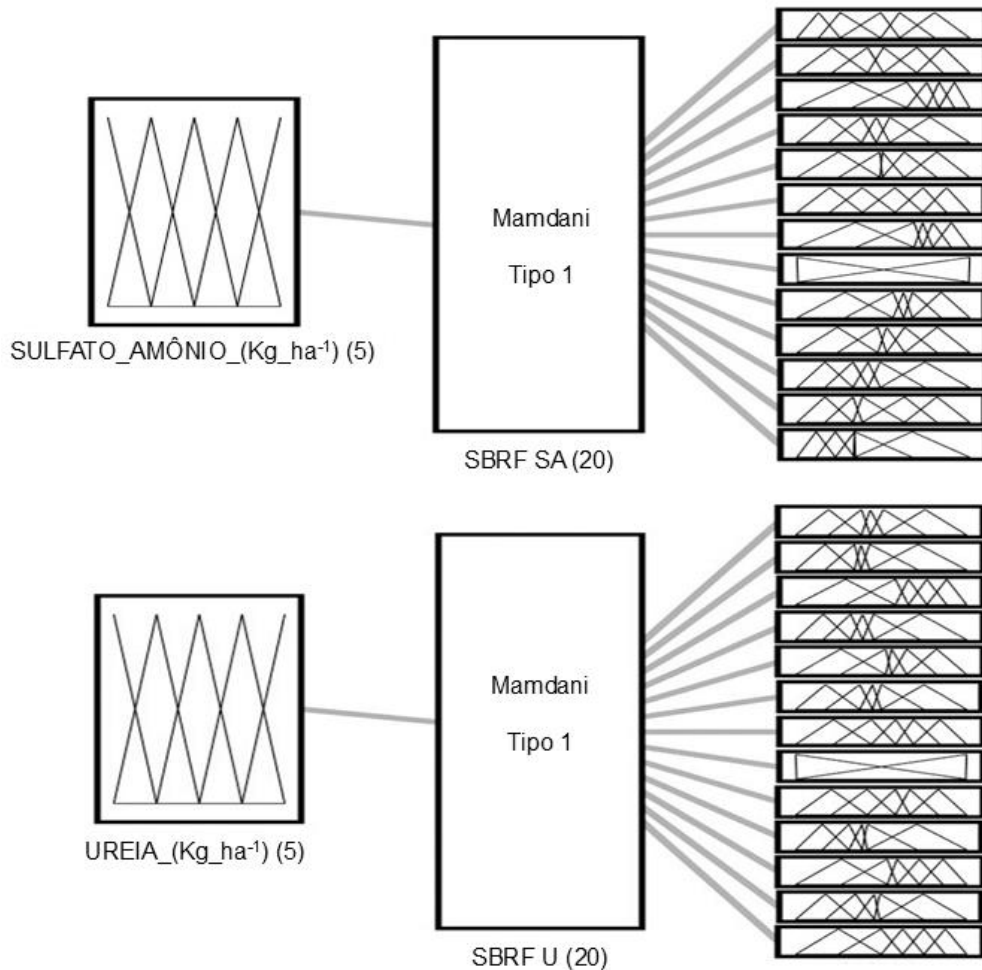 Mamdani
Tipo 1
SULFATO_AMÔNIO_(Kg_ha⁻¹) (5)
SBRF SA (20)
Mamdani
Tipo 1
UREIA_(Kg_ha⁻¹) (5)
SBRF U (20)